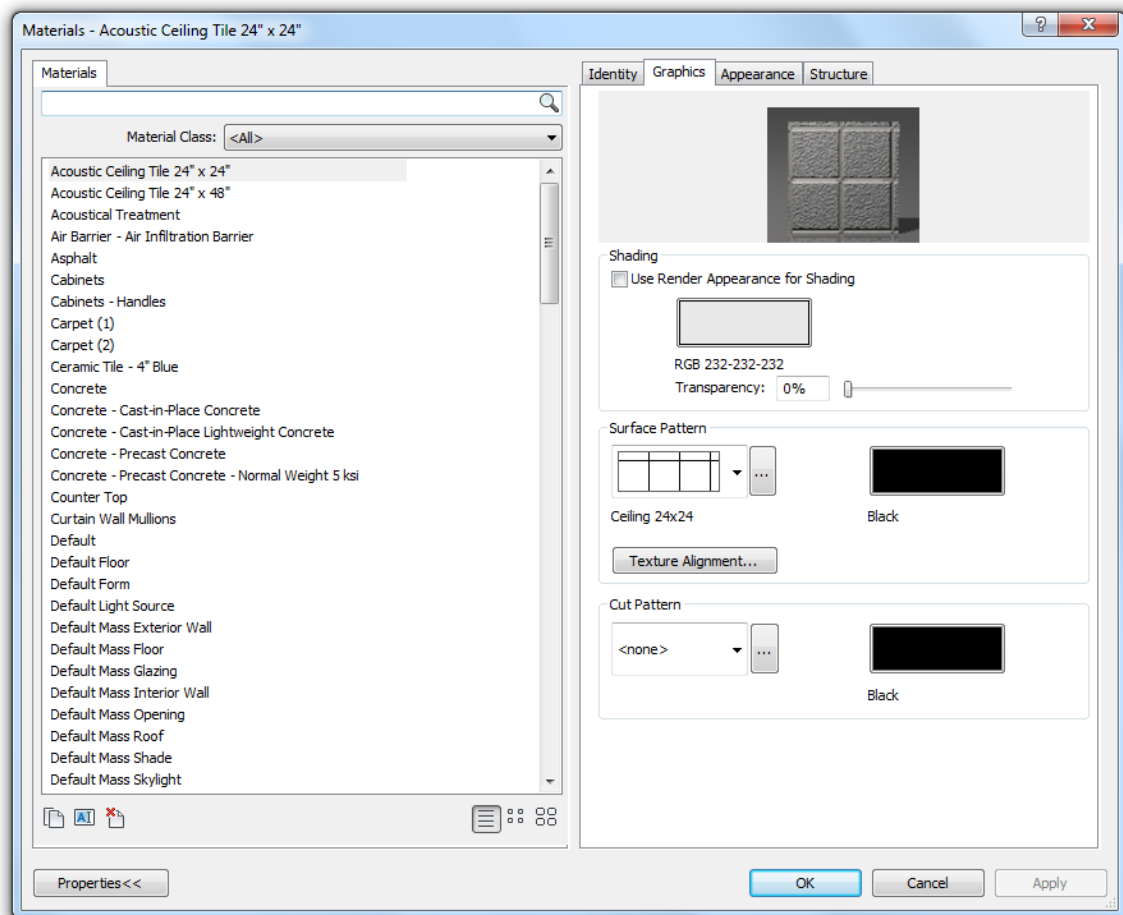 Materials - Acoustic Ceiling Tile 24" x 24"
?
Materials
Material Class: <All>
Acoustic Ceiling Tile 24" x 24"
Acoustic Ceiling Tile 24" x 48"
Acoustical Treatment
Air Barrier - Air Infiltration Barrier
Asphalt
Cabinets
Cabinets - Handles
Carpet (1)
Carpet (2)
Ceramic Tile - 4" Blue
Concrete
Concrete - Cast-in-Place Concrete
Concrete - Cast-in-Place Lightweight Concrete
Concrete - Precast Concrete
Concrete - Precast Concrete - Normal Weight 5 ksi
Counter Top
Curtain Wall Mullions
Default
Default Floor
Default Form
Default Light Source
Default Mass Exterior Wall
Default Mass Floor
Default Mass Glazing
Default Mass Interior Wall
Default Mass Opening
Default Mass Roof
Default Mass Shade
Default Mass Skylight
AI
Properties<<
Identity Graphics Appearance Structure
Shading
Use Render Appearance for Shading
RGB 232-232-232
Transparency: 0%
Surface Pattern
...
Ceiling 24x24 Black
Texture Alignment...
Cut Pattern
<none> ...
Black
OK Cancel Apply